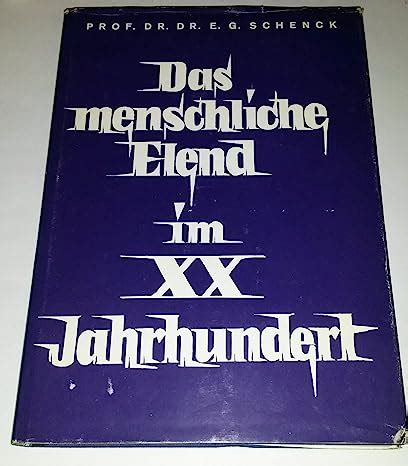 PROF. DR. DR. E. G. SCHENCK
Das
menschliche
Elend
im
XX
Jahrhundert